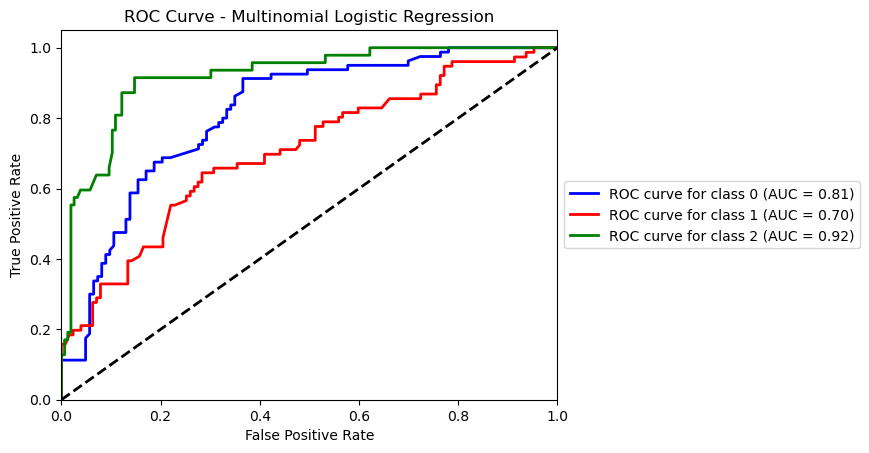 ROC Curve - Multinomial Logistic Regression
True Positive Rate
1.0
0.8
0.6
0.4
0.2
0.0
0.0 0.2 0.4 0.6 0.8 1.0
False Positive Rate
ROC curve for class 0 (AUC = 0.81)
ROC curve for class 1 (AUC = 0.70)
ROC curve for class 2 (AUC = 0.92)